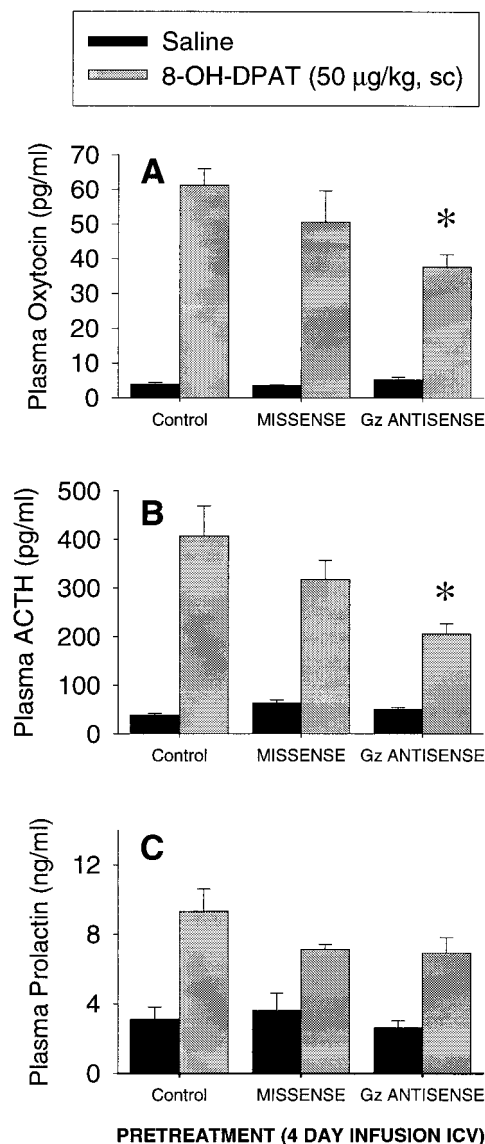 Saline
8-OH-DPAT (50 µg/kg, sc)
A
Plasma Oxytocin (pg/ml)
70
60
50
40
30
20
10
0
*
Control MISSENSE Gz ANTISENSE
B
Plasma ACTH (pg/ml)
500
400
300
200
100
0
*
Control MISSENSE Gz ANTISENSE
C
Plasma Prolactin (ng/ml)
12
8
4
0
Control MISSENSE Gz ANTISENSE
PRETREATMENT (4 DAY INFUSION ICV)